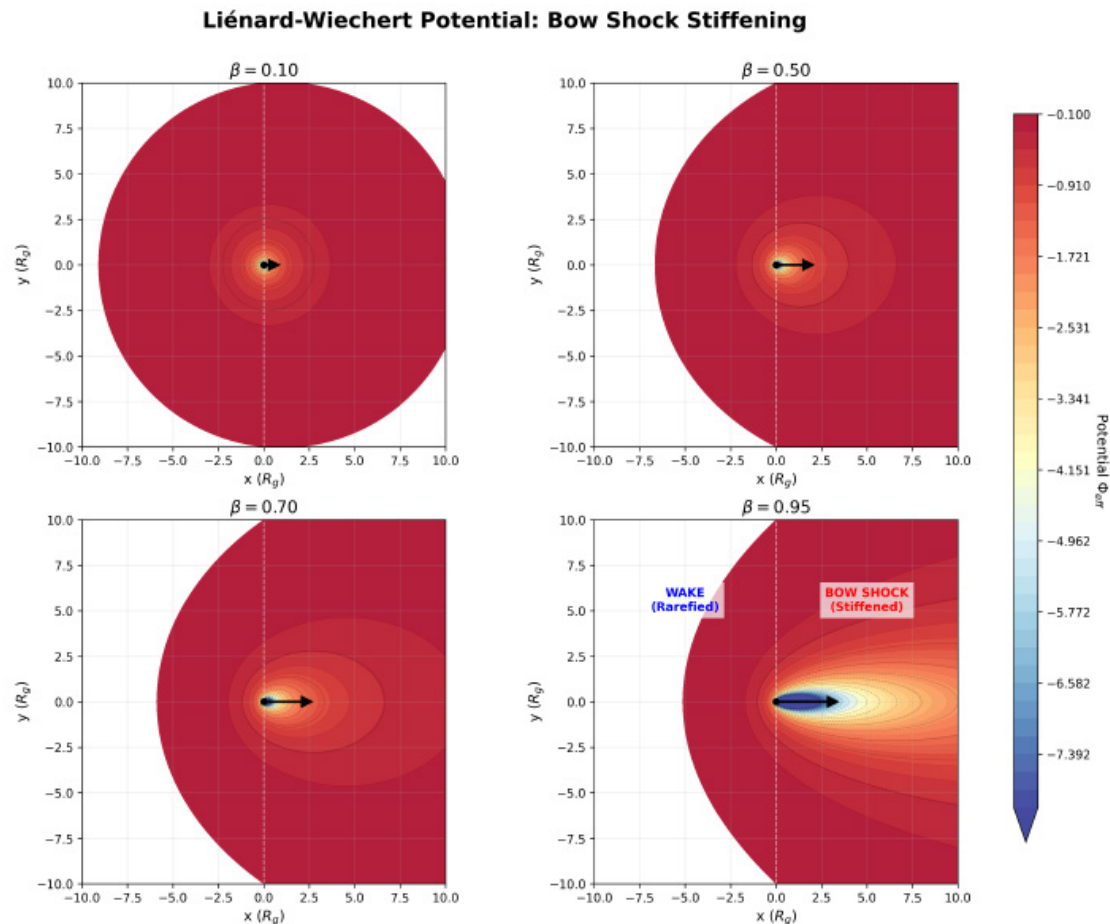 Liénard-Wiechert Potential: Bow Shock Stiffening
β = 0.10
10.0
7.5
5.0
2.5
0.0
−2.5
−5.0
−7.5
−10.0
y (R_g)
−10.0 −7.5 −5.0 −2.5 0.0 2.5 5.0 7.5 10.0
x (R_g)
β = 0.50
10.0
7.5
5.0
2.5
0.0
−2.5
−5.0
−7.5
−10.0
y (R_g)
−10.0 −7.5 −5.0 −2.5 0.0 2.5 5.0 7.5 10.0
x (R_g)
β = 0.70
10.0
7.5
5.0
2.5
0.0
−2.5
−5.0
−7.5
−10.0
y (R_g)
−10.0 −7.5 −5.0 −2.5 0.0 2.5 5.0 7.5 10.0
x (R_g)
β = 0.95
10.0
7.5
5.0
2.5
0.0
−2.5
−5.0
−7.5
−10.0
y (R_g)
WAKE
(Rarefied)
BOW SHOCK
(Stiffened)
−10.0 −7.5 −5.0 −2.5 0.0 2.5 5.0 7.5 10.0
x (R_g)
−0.100
−0.910
−1.721
−2.531
−3.341
−4.151
−4.962
−5.772
−6.582
−7.392
Potential Φ_eff